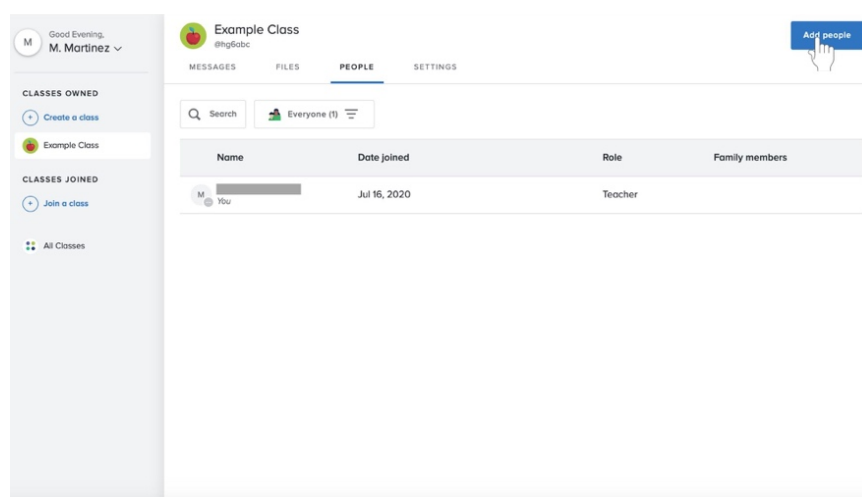 M
Good Evening,
M. Martinez
CLASSES OWNED
Create a class
Example Class
CLASSES JOINED
Join a class
All Classes
Example Class
@hg6abc
Add people
MESSAGES FILES PEOPLE SETTINGS
Search Everyone (1)
Name Date joined Role Family members
M You Jul 16, 2020 Teacher